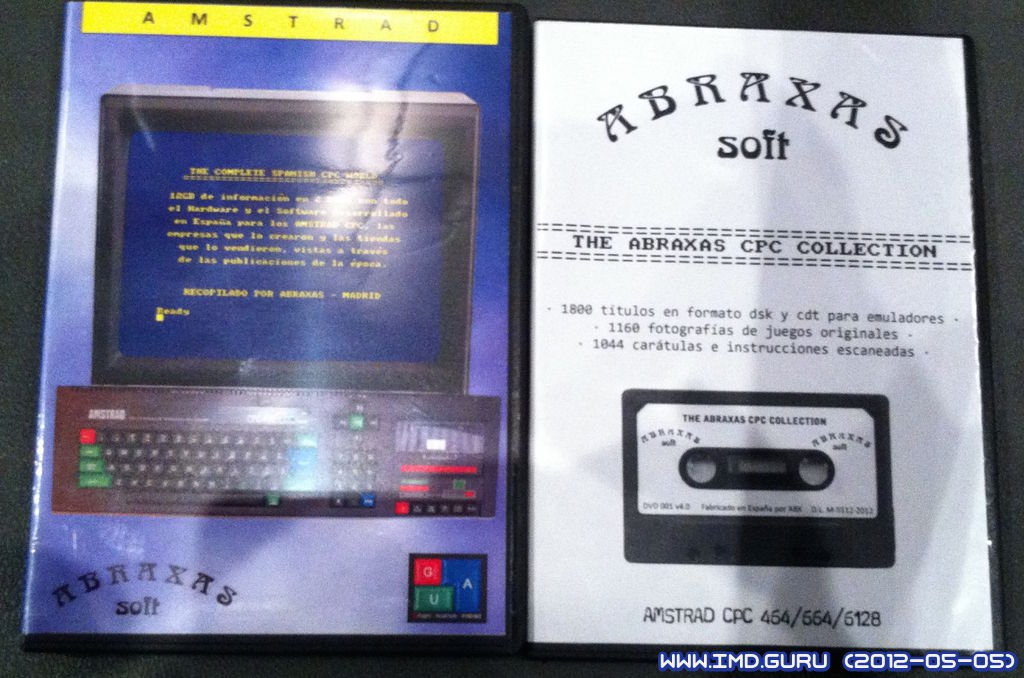 AMSTRAD
THE COMPLETE SPANISH CPC WORLD
12GB de información en 2 con todo
el Hardware y el Software desarrollado
en España para los AMSTRAD CPC, las
empresas que lo crearon y las tiendas
que lo vendieron, vistas a través
de las publicaciones de la época.
RECOPILADO POR ABRAXAS - MADRID
Ready
AMSTRAD
ABRAXAS
soft
G
U
A
ABRAXAS
soft
THE ABRAXAS CPC COLLECTION
· 1800 títulos en formato dsk y cdt para emuladores ·
· 1160 fotografías de juegos originales ·
· 1044 carátulas e instrucciones escaneadas ·
THE ABRAXAS CPC COLLECTION
ABRAXAS
soft
ABRAXAS
soft
DVD 001 v4.0 Fabricado en España por ABX D.L. M-5512-2012
AMSTRAD CPC 464/664/6128
WWW.IMD.GURU (2012-05-05)